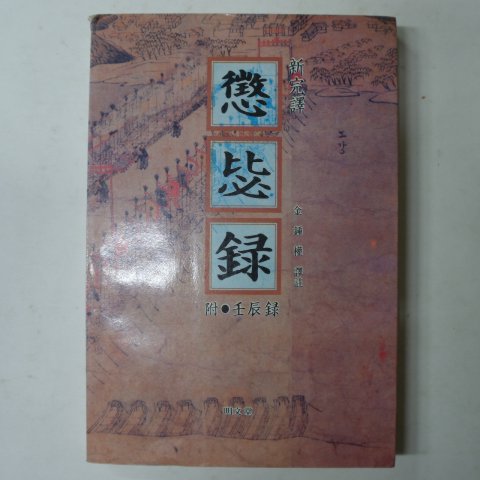 新完譯
懲毖錄
金鍾權 譯註
附●壬辰錄
明文堂